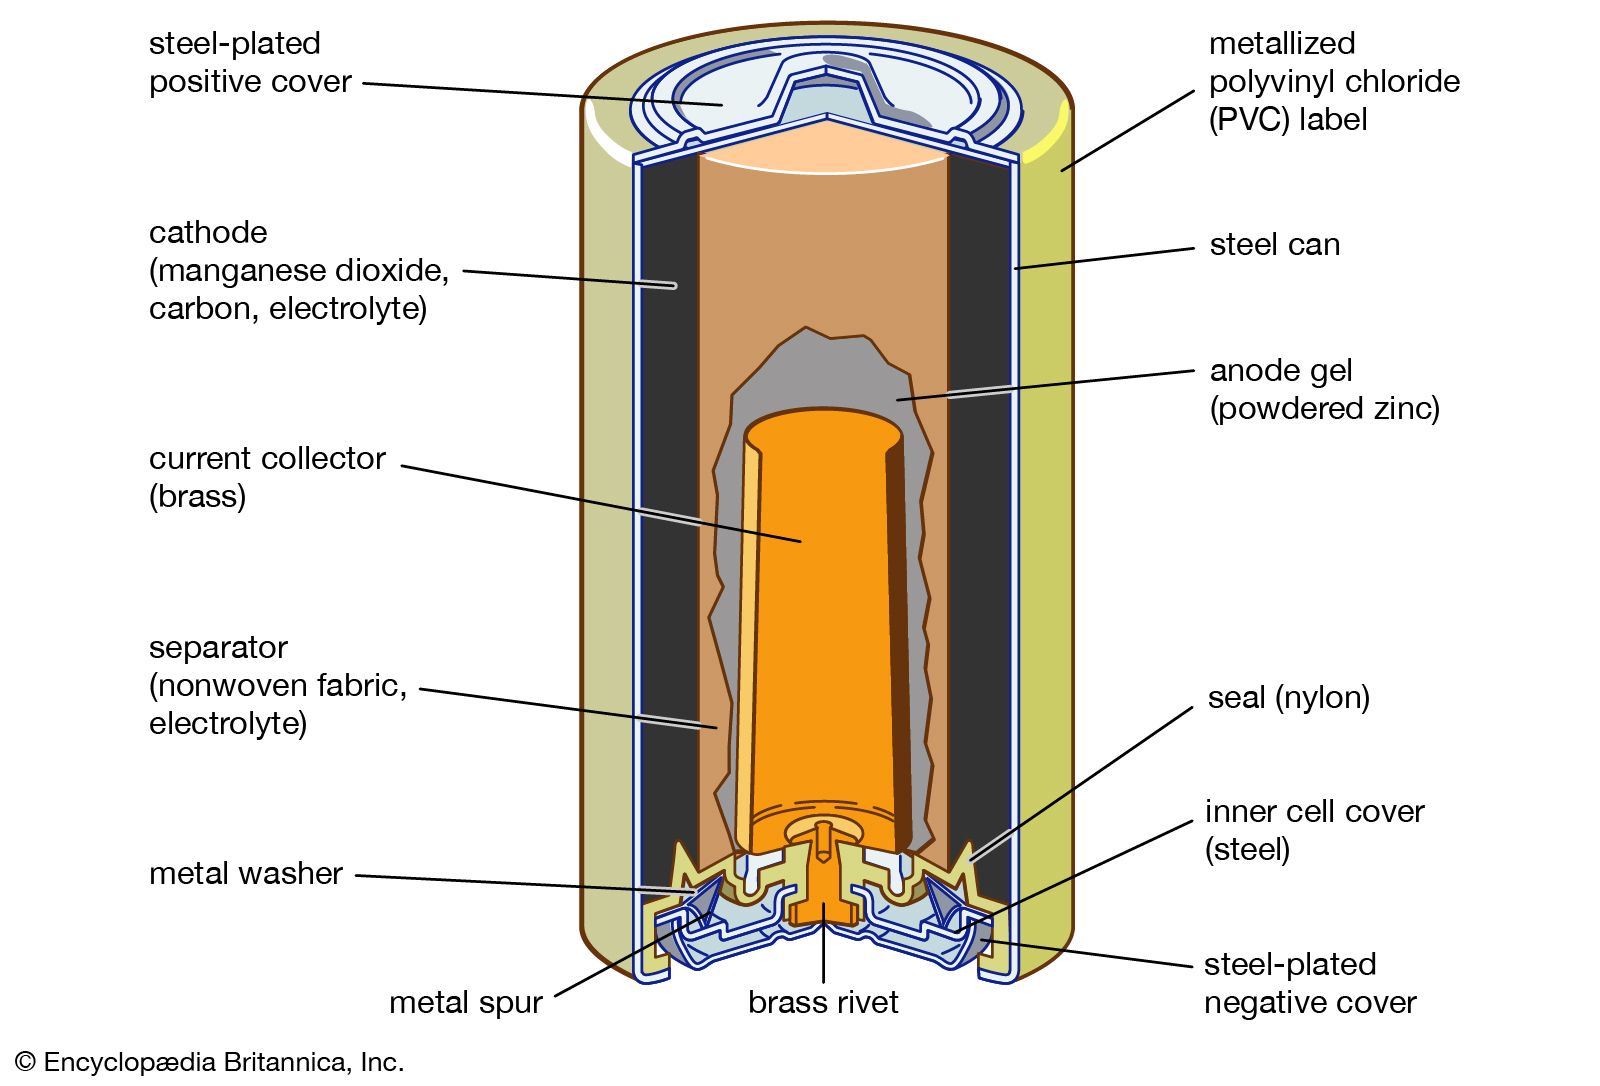 steel-plated
positive cover
cathode
(manganese dioxide,
carbon, electrolyte)
current collector
(brass)
separator
(nonwoven fabric,
electrolyte)
metal washer
metal spur
brass rivet
metallized
polyvinyl chloride
(PVC) label
steel can
anode gel
(powdered zinc)
seal (nylon)
inner cell cover
(steel)
steel-plated
negative cover
© Encyclopædia Britannica, Inc.